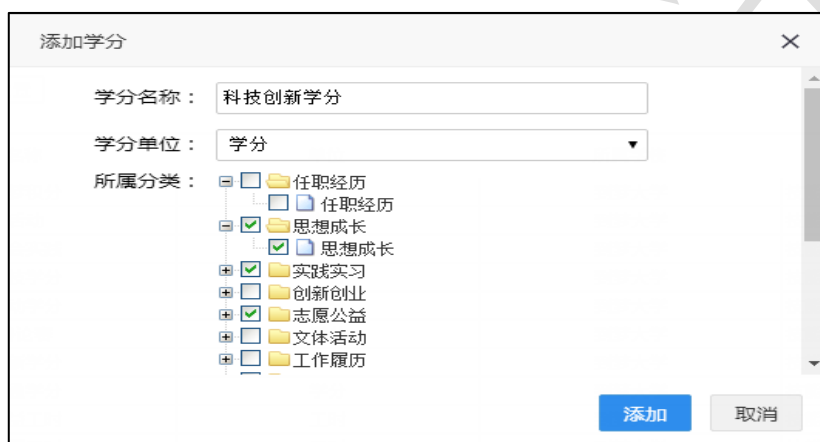 添加学分
学分名称： 科技创新学分
学分单位： 学分
所属分类： 任职经历
任职经历
思想成长
思想成长
实践实习
创新创业
志愿公益
文体活动
工作履历
添加 取消